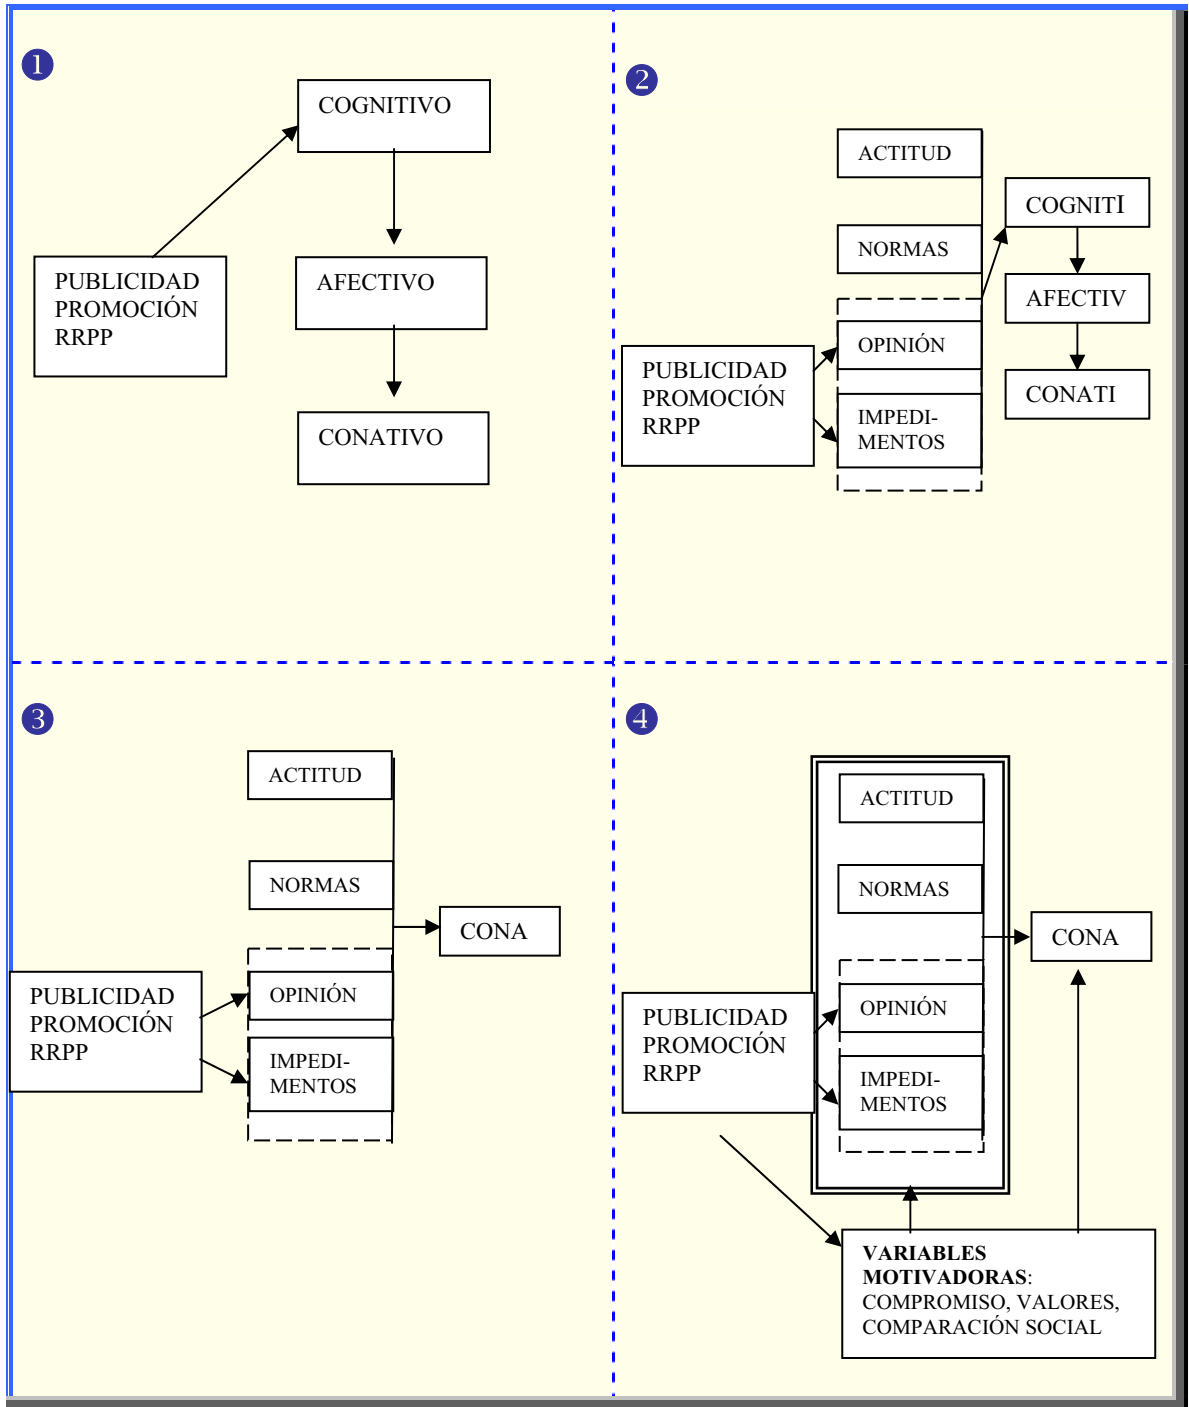 1
COGNITIVO
PUBLICIDAD
PROMOCIÓN
RRPP
AFECTIVO
CONATIVO
2
ACTITUD
NORMAS
OPINIÓN
IMPEDI-
MENTOS
PUBLICIDAD
PROMOCIÓN
RRPP
COGNITI
AFECTIV
CONATI
3
ACTITUD
NORMAS
OPINIÓN
IMPEDI-
MENTOS
PUBLICIDAD
PROMOCIÓN
RRPP
CONA
4
ACTITUD
NORMAS
OPINIÓN
IMPEDI-
MENTOS
PUBLICIDAD
PROMOCIÓN
RRPP
CONA
VARIABLES
MOTIVADORAS:
COMPROMISO, VALORES,
COMPARACIÓN SOCIAL